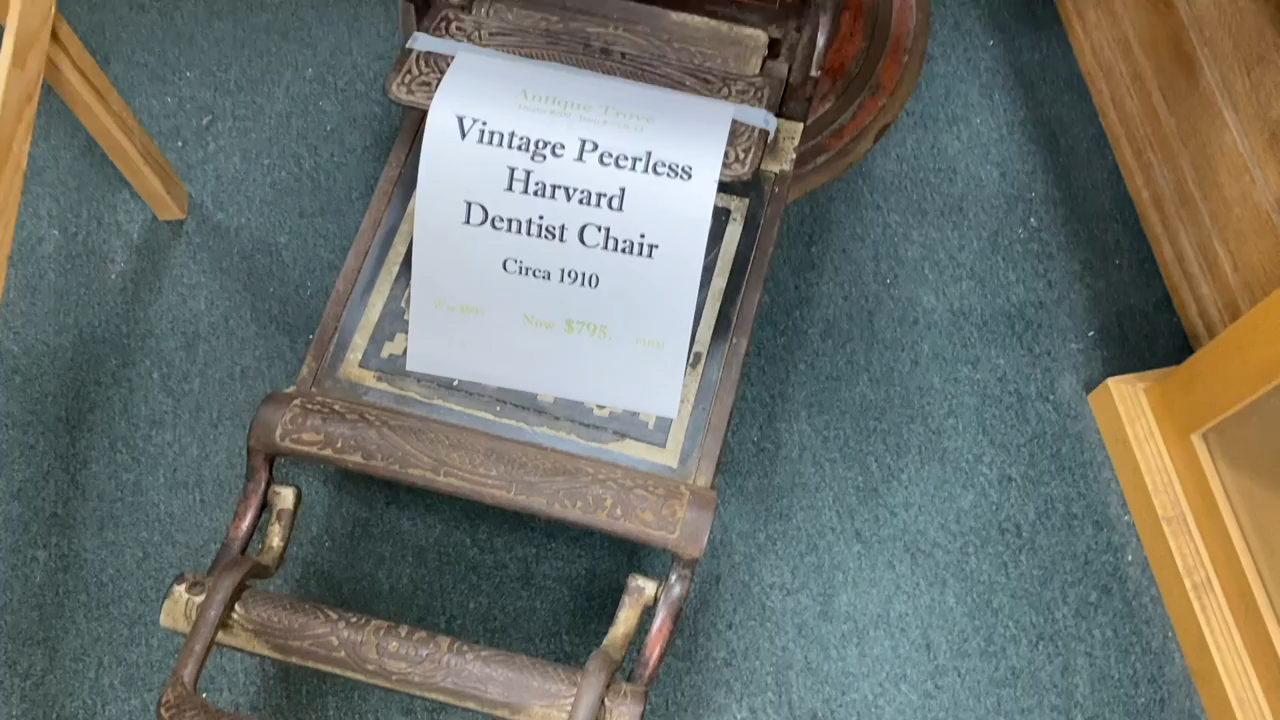 Antique Trove
Vintage Peerless
Harvard
Dentist Chair
Circa 1910
Now $795.